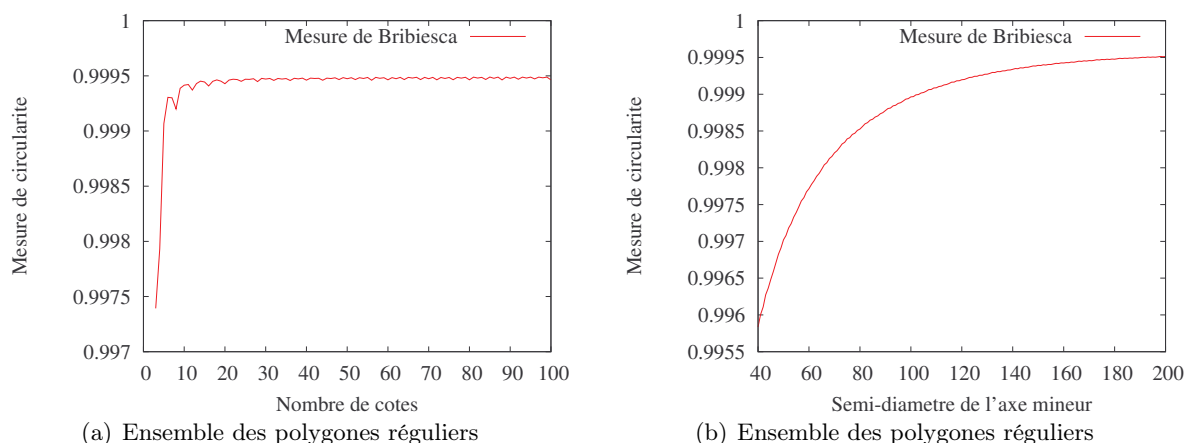 1
0.9995
0.999
0.9985
0.998
0.9975
0.997
Mesure de circularite
Mesure de Bribiesca
0 10 20 30 40 50 60 70 80 90 100
Nombre de cotes
(a) Ensemble des polygones réguliers
1
0.9995
0.999
0.9985
0.998
0.9975
0.997
0.9965
0.996
0.9955
Mesure de circularite
Mesure de Bribiesca
40 60 80 100 120 140 160 180 200
Semi-diametre de l'axe mineur
(b) Ensemble des polygones réguliers